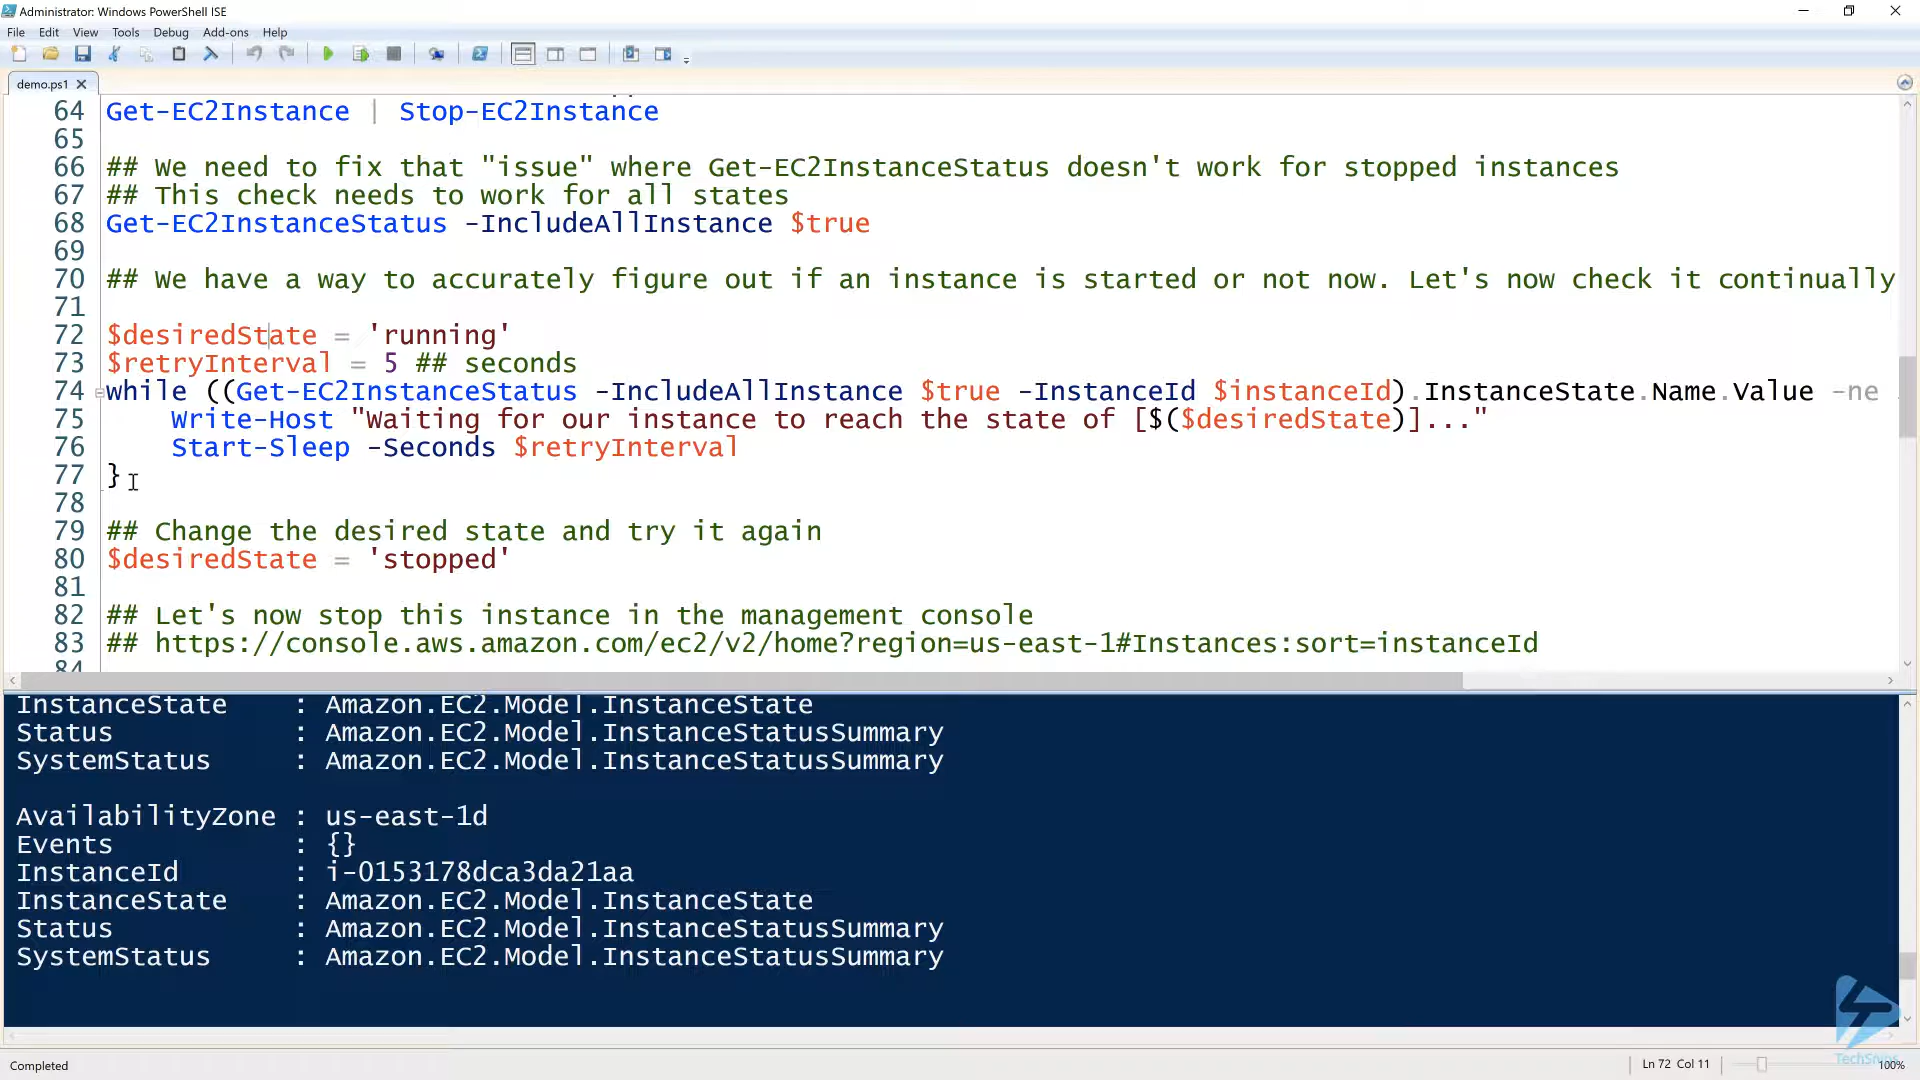 Administrator: Windows PowerShell ISE
File Edit View Tools Debug Add-ons Help
demo.ps1
64 Get-EC2Instance | Stop-EC2Instance
65
66 ## We need to fix that "issue" where Get-EC2InstanceStatus doesn't work for stopped instances
67 ## This check needs to work for all states
68 Get-EC2InstanceStatus -IncludeAllInstance $true
69
70 ## We have a way to accurately figure out if an instance is started or not now. Let's now check it continually
71
72 $desiredState = 'running'
73 $retryInterval = 5 ## seconds
74 while ((Get-EC2InstanceStatus -IncludeAllInstance $true -InstanceId $instanceId).InstanceState.Name.Value -ne
75 Write-Host "Waiting for our instance to reach the state of [$($desiredState)]..."
76 Start-Sleep -Seconds $retryInterval
77 }
78
79 ## Change the desired state and try it again
80 $desiredState = 'stopped'
81
82 ## Let's now stop this instance in the management console
83 ## https://console.aws.amazon.com/ec2/v2/home?region=us-east-1#Instances:sort=instanceId
84
InstanceState : Amazon.EC2.Model.InstanceState
Status : Amazon.EC2.Model.InstanceStatusSummary
SystemStatus : Amazon.EC2.Model.InstanceStatusSummary
AvailabilityZone : us-east-1d
Events : {}
InstanceId : i-0153178dca3da21aa
InstanceState : Amazon.EC2.Model.InstanceState
Status : Amazon.EC2.Model.InstanceStatusSummary
SystemStatus : Amazon.EC2.Model.InstanceStatusSummary
Completed
Ln 72 Col 11
100%